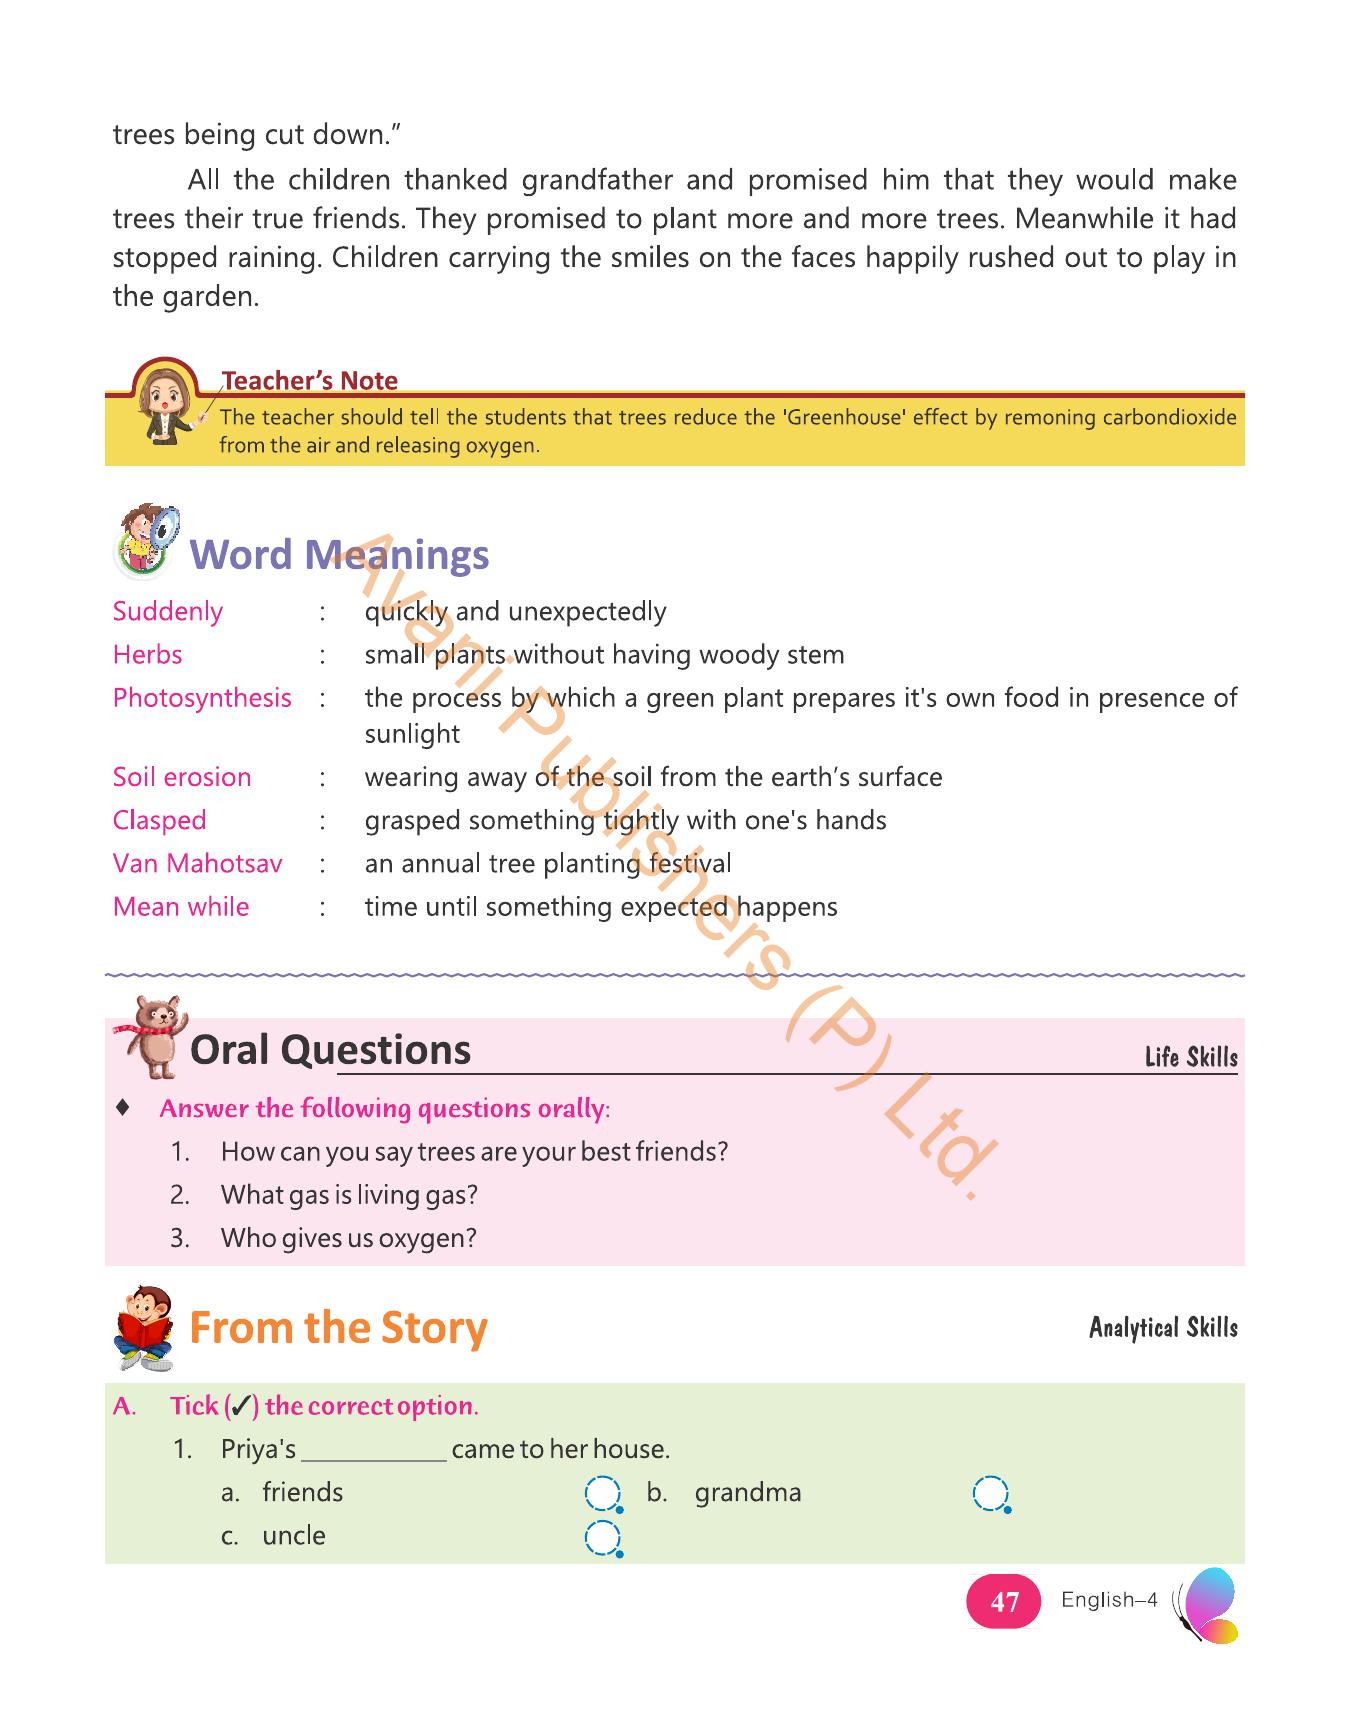 trees being cut down.”
All the children thanked grandfather and promised him that they would make
trees their true friends. They promised to plant more and more trees. Meanwhile it had
stopped raining. Children carrying the smiles on the faces happily rushed out to play in
the garden.
Teacher’s Note
The teacher should tell the students that trees reduce the 'Greenhouse' effect by remoning carbondioxide
from the air and releasing oxygen.
Word Meanings
Suddenly : quickly and unexpectedly
Herbs : small plants without having woody stem
Photosynthesis : the process by which a green plant prepares it's own food in presence of
sunlight
Soil erosion : wearing away of the soil from the earth’s surface
Clasped : grasped something tightly with one's hands
Van Mahotsav : an annual tree planting festival
Mean while : time until something expected happens
Avani Publishers (P) Ltd.
Oral Questions Life Skills
♦ Answer the following questions orally:
1. How can you say trees are your best friends?
2. What gas is living gas?
3. Who gives us oxygen?
From the Story Analytical Skills
A. Tick (✓) the correct option.
1. Priya's __________ came to her house.
a. friends b. grandma
c. uncle
47 English–4